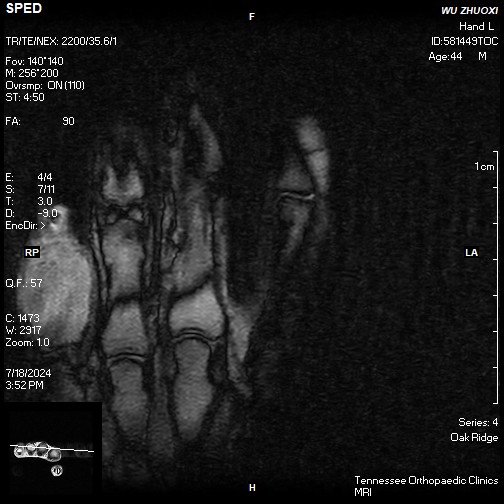 SPED
F
WU ZHUOXI
Hand L
TR/TE/NEX: 2200/35.6/1
ID:581449TOC
Age:44 M
Fov: 140*140
M: 256*200
Ovrsmp: ON (110)
ST: 4:50
FA: 90
1cm
E: 4/4
S: 7/11
T: 3.0
D: -9.0
EncDir: >
RP
LA
Q.F.: 57
C: 1473
W: 2917
Zoom: 1.0
7/18/2024
3:52 PM
Series: 4
Oak Ridge
H
Tennessee Orthopaedic Clinics
MRI